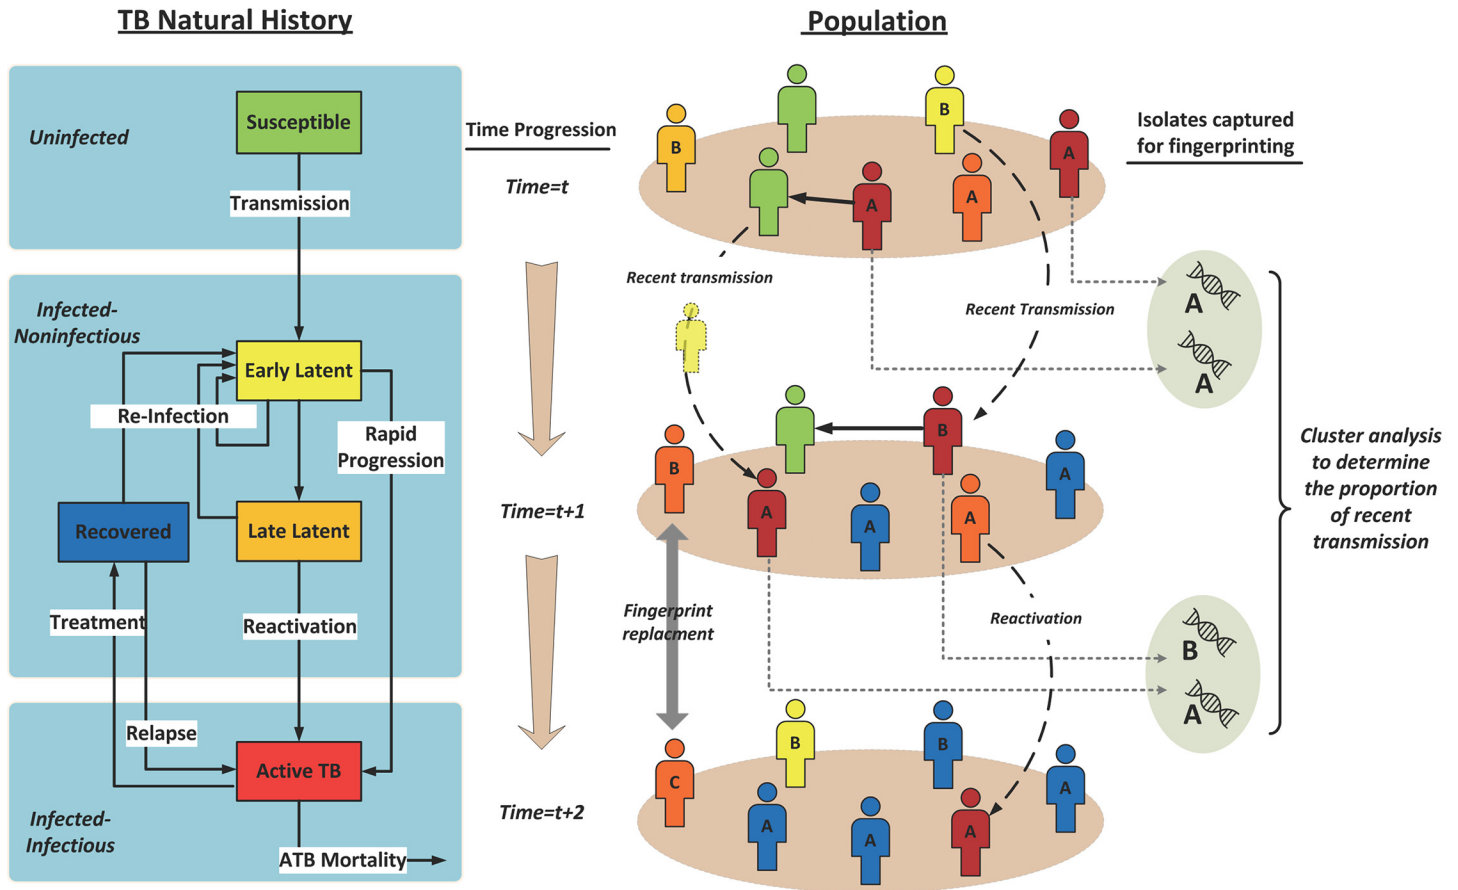 TB Natural History
Uninfected
Susceptible
Transmission
Infected-
Noninfectious
Early Latent
Re-Infection
Rapid
Progression
Recovered
Late Latent
Treatment
Reactivation
Relapse
Active TB
Infected-
Infectious
ATB Mortality
Time Progression
Time=t
Time=t+1
Time=t+2
Population
B
B
A
A
A
Recent transmission
Recent Transmission
B
B
A
A
A
A
Fingerprint
replacment
Reactivation
B
B
C
A
A
A
A
Isolates captured
for fingerprinting
A
A
B
A
Cluster analysis
to determine
the proportion
of recent
transmission